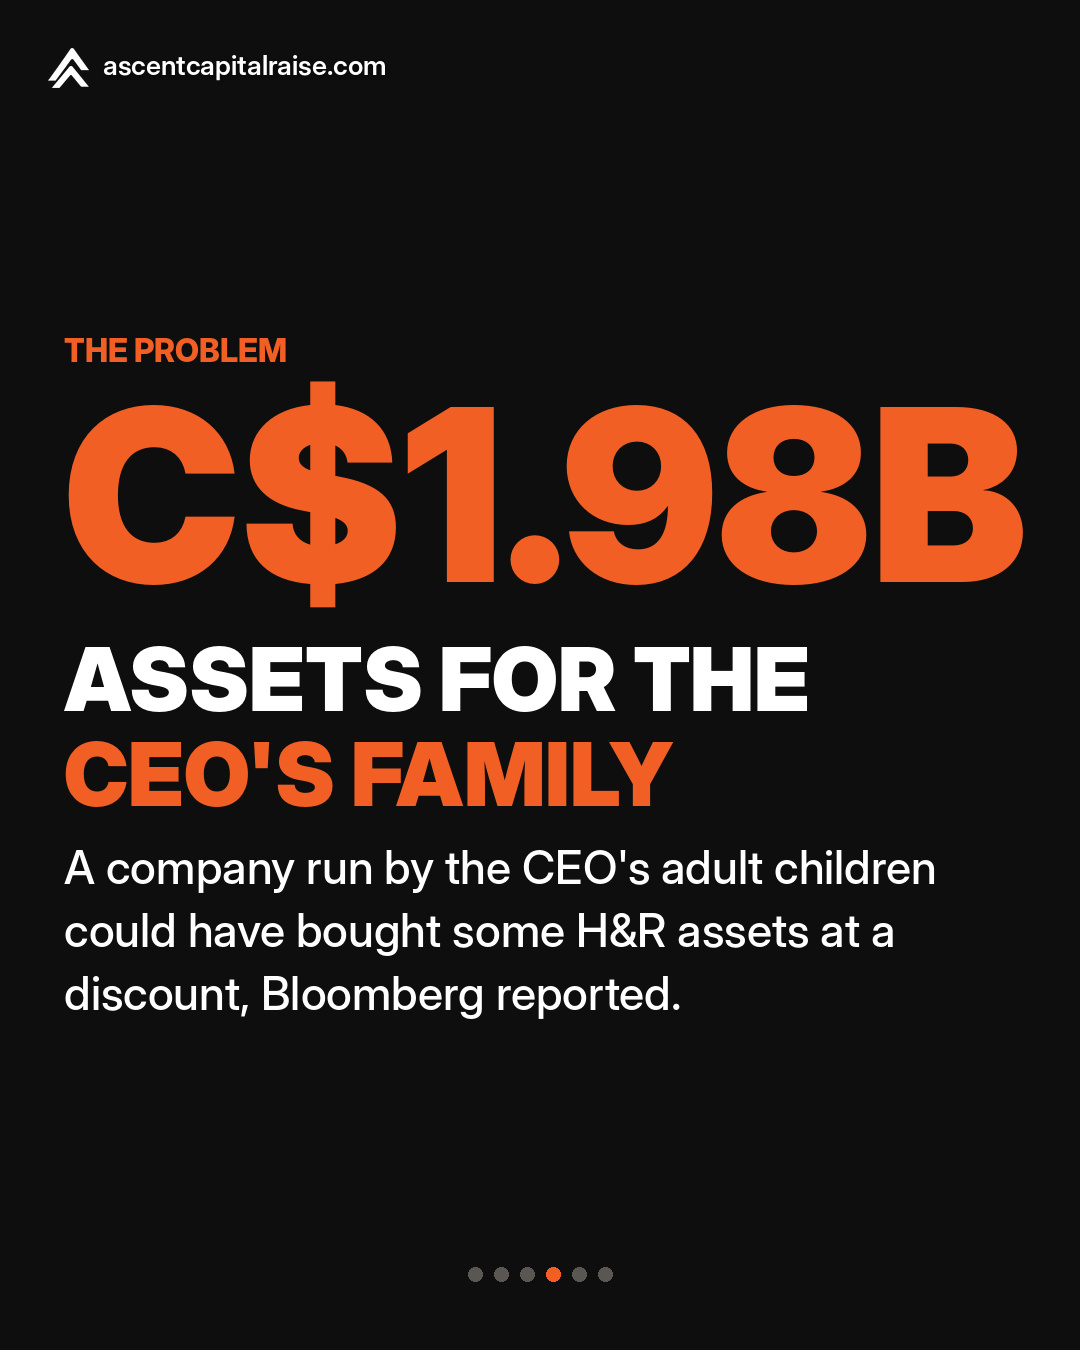 ascentcapitalraise.com
THE PROBLEM
C$1.98B
ASSETS FOR THE
CEO'S FAMILY
A company run by the CEO's adult children
could have bought some H&R assets at a
discount, Bloomberg reported.